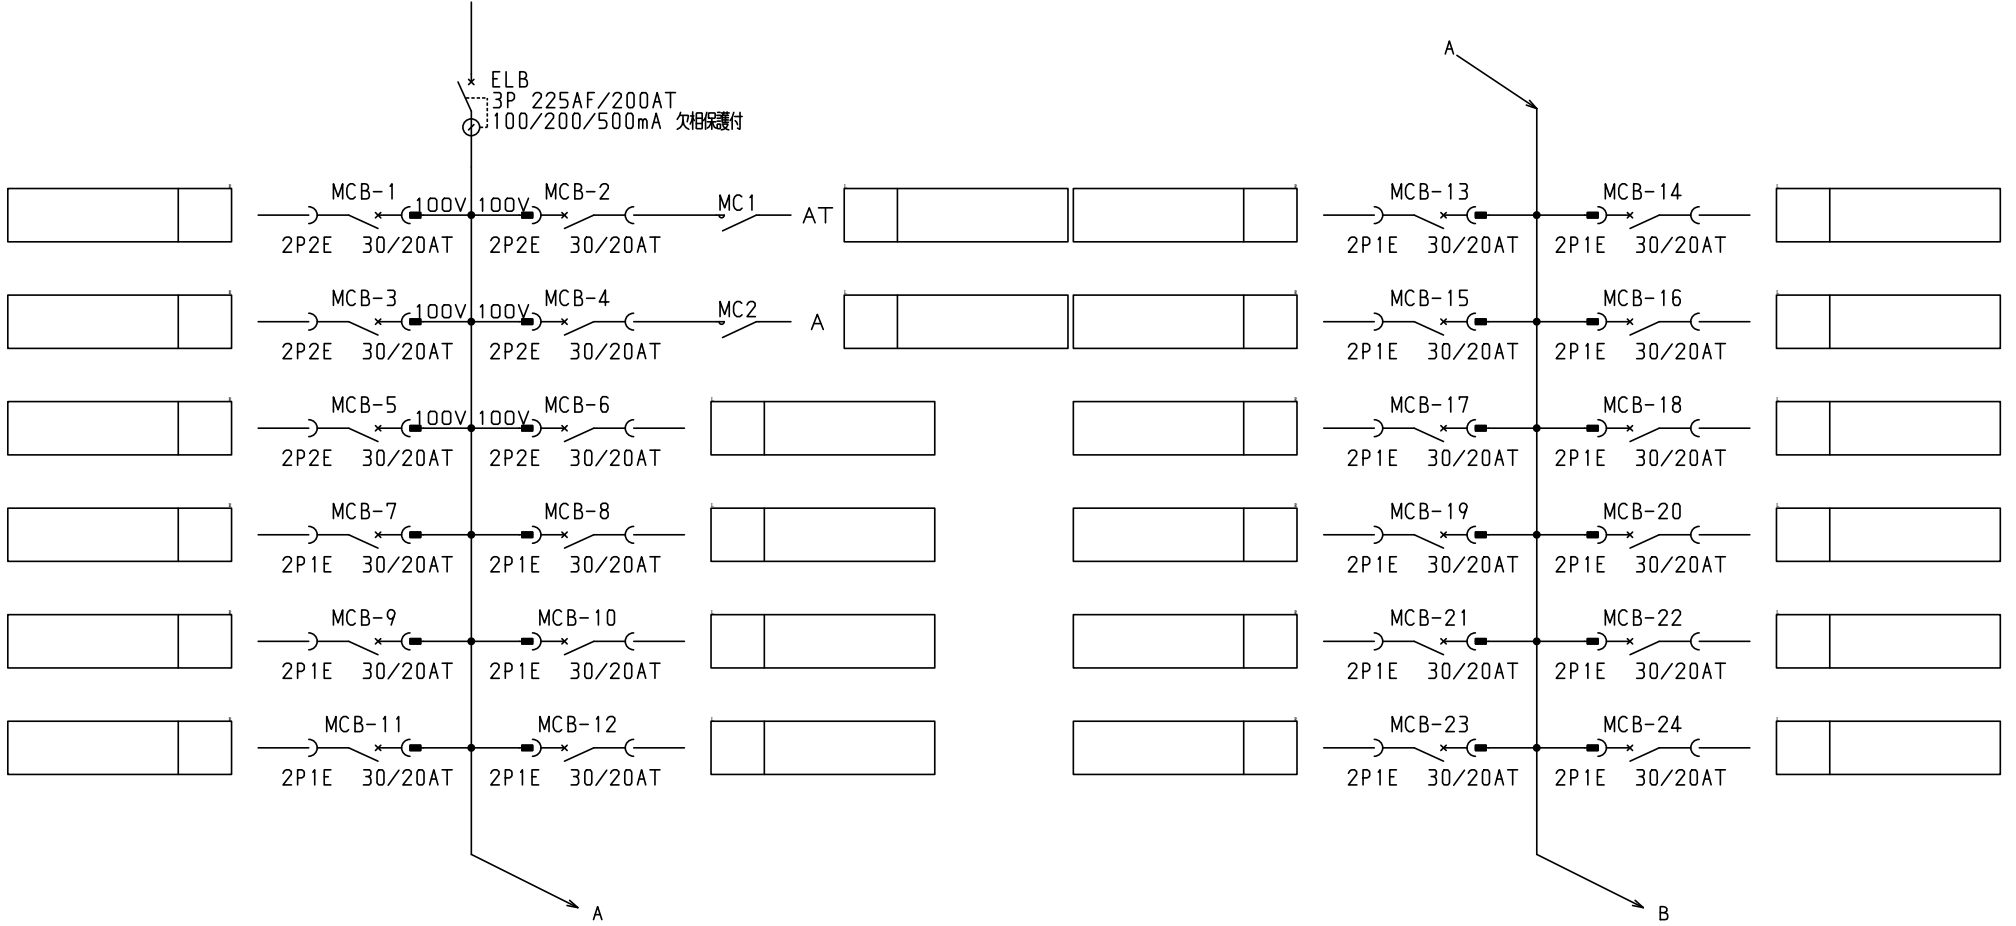 A
ELB
3P 225AF/200AT
100/200/500mA 欠相保護付
MCB-1 100V 100V MCB-2 MC1 AT MCB-13 MCB-14
2P2E 30/20AT 2P2E 30/20AT 2P1E 30/20AT 2P1E 30/20AT
MCB-3 100V 100V MCB-4 MC2 A MCB-15 MCB-16
2P2E 30/20AT 2P2E 30/20AT 2P1E 30/20AT 2P1E 30/20AT
MCB-5 100V 100V MCB-6 MCB-17 MCB-18
2P2E 30/20AT 2P2E 30/20AT 2P1E 30/20AT 2P1E 30/20AT
MCB-7 MCB-8 MCB-19 MCB-20
2P1E 30/20AT 2P1E 30/20AT 2P1E 30/20AT 2P1E 30/20AT
MCB-9 MCB-10 MCB-21 MCB-22
2P1E 30/20AT 2P1E 30/20AT 2P1E 30/20AT 2P1E 30/20AT
MCB-11 MCB-12 MCB-23 MCB-24
2P1E 30/20AT 2P1E 30/20AT 2P1E 30/20AT 2P1E 30/20AT
A B